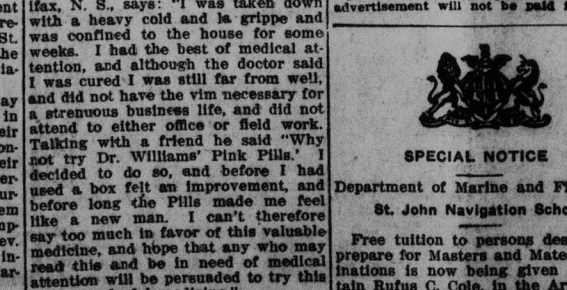 ent
re-
St.
the
ia-
ay
in
eir
on-
eir
er-
ur-
em
mp-
ev.
in-
ar-
ifax, N. S., says: "I was taken down
with a heavy cold and la grippe and
was confined to the house for some
weeks. I had the best of medical at-
tention, and although the doctor said
I was cured I was still far from well,
and did not have the vim necessary for
a strenuous business life, and did not
attend to either office or field work.
Talking with a friend he said "Why
not try Dr. Williams' Pink Pills.' I
decided to do so, and before I had
used a box felt an improvement, and
before long the Pills made me feel
like a new man. I can't therefore
say too much in favor of this valuable
medicine, and hope that any who may
read this and be in need of medical
attention will be persuaded to try this
advertisement will not be paid
SPECIAL NOTICE
Department of Marine and F
St. John Navigation Scho
Free tuition to persons des
prepare for Masters and Mate
inations is now being given
tain Rufus C. Cole, in the Ar